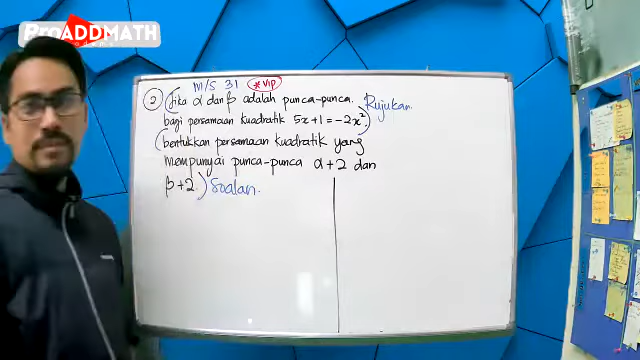 ProADDMATH
M/S 31 *VIP
② (Jika α dan β adalah punca-punca Rujukan
bagi persamaan kuadratik 5x+1 = -2x²)
(bentukkan persamaan kuadratik yang
mempunyai punca-punca α+2 dan
β+2.) Soalan.